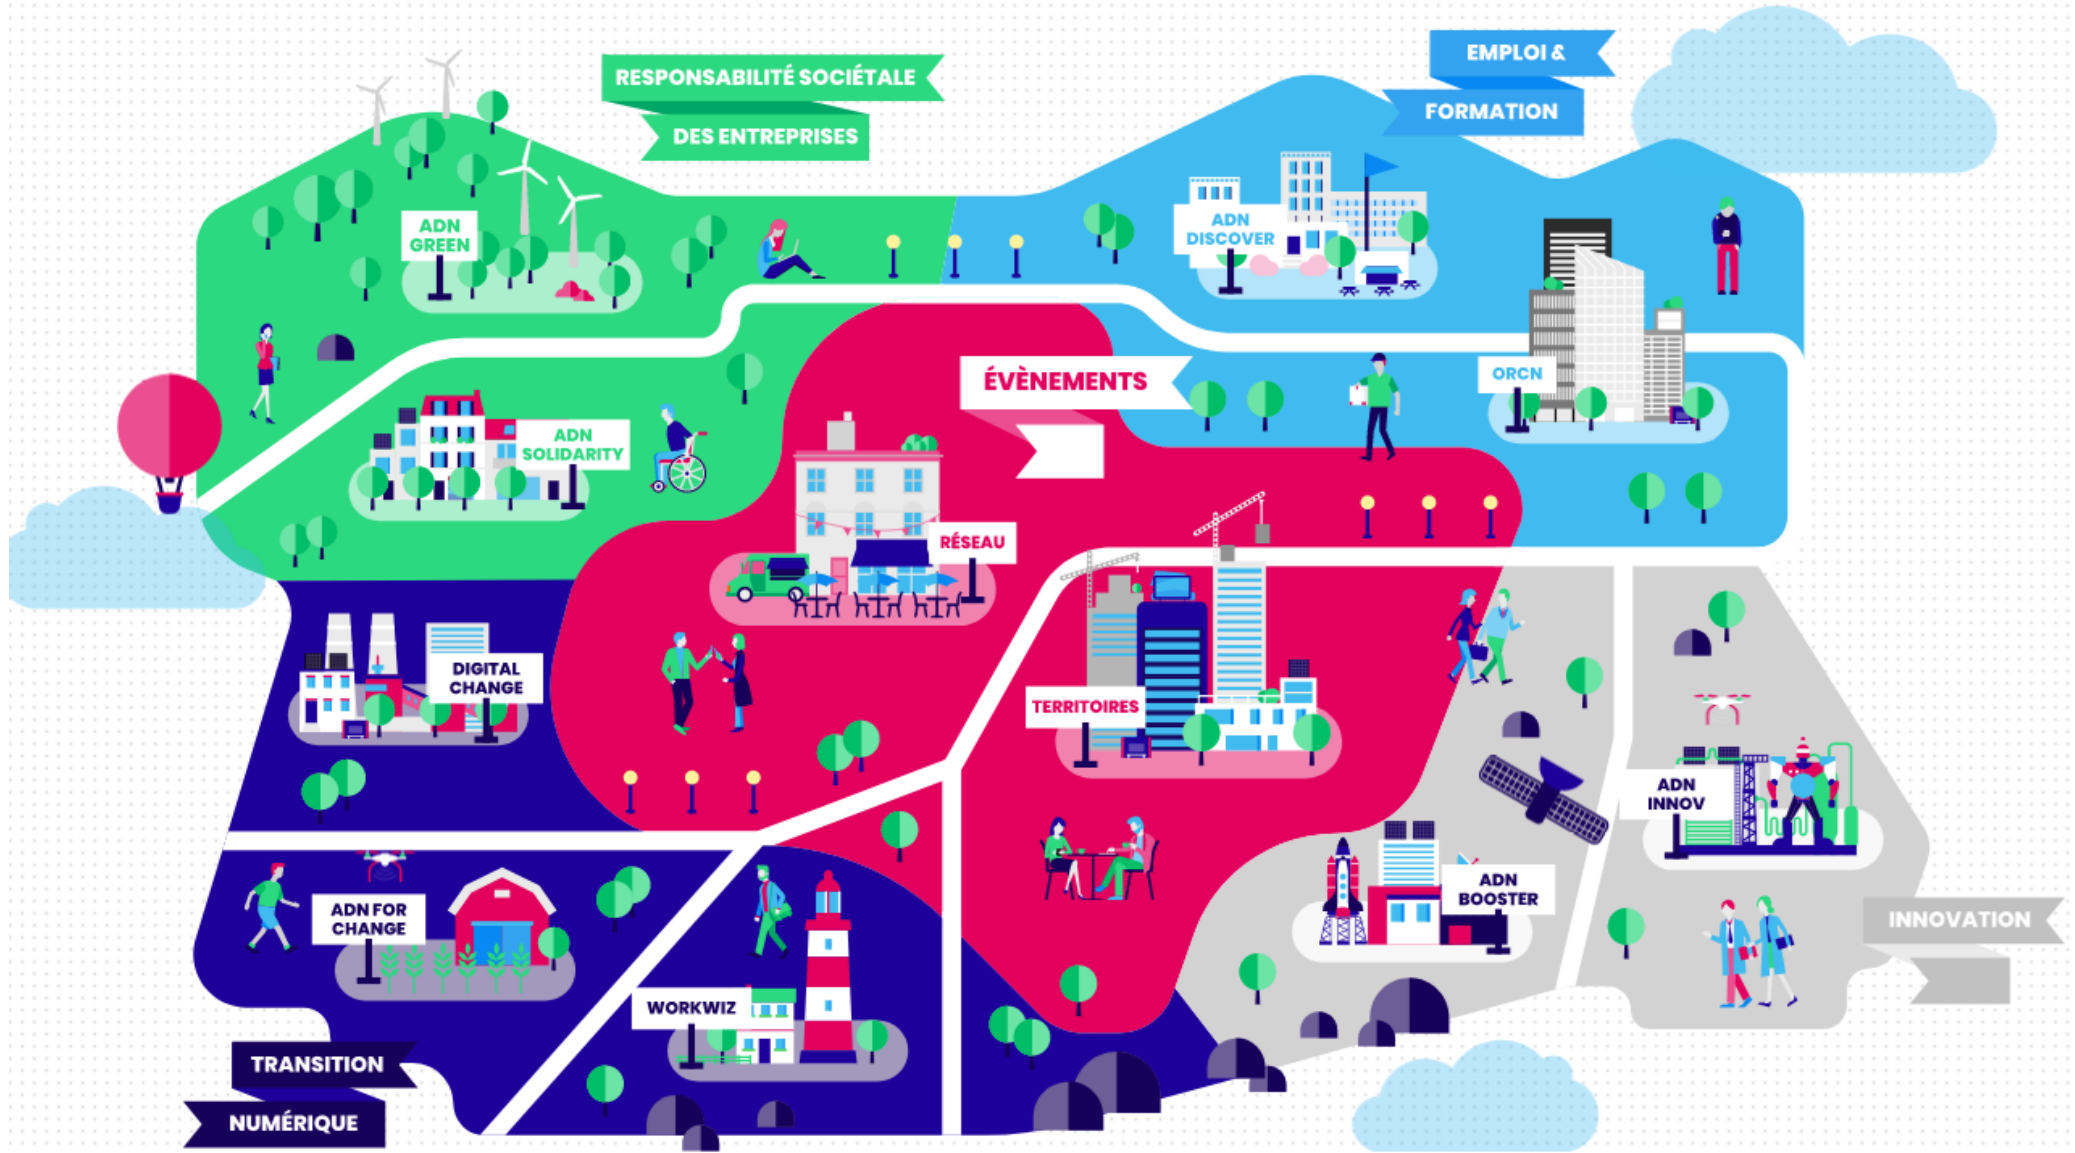 RESPONSABILITÉ SOCIÉTALE
DES ENTREPRISES
EMPLOI &
FORMATION
ADN
GREEN
ADN
DISCOVER
ÉVÈNEMENTS
ORCN
ADN
SOLIDARITY
RÉSEAU
DIGITAL
CHANGE
TERRITOIRES
ADN
INNOV
ADN
BOOSTER
ADN FOR
CHANGE
INNOVATION
WORKWIZ
TRANSITION
NUMÉRIQUE